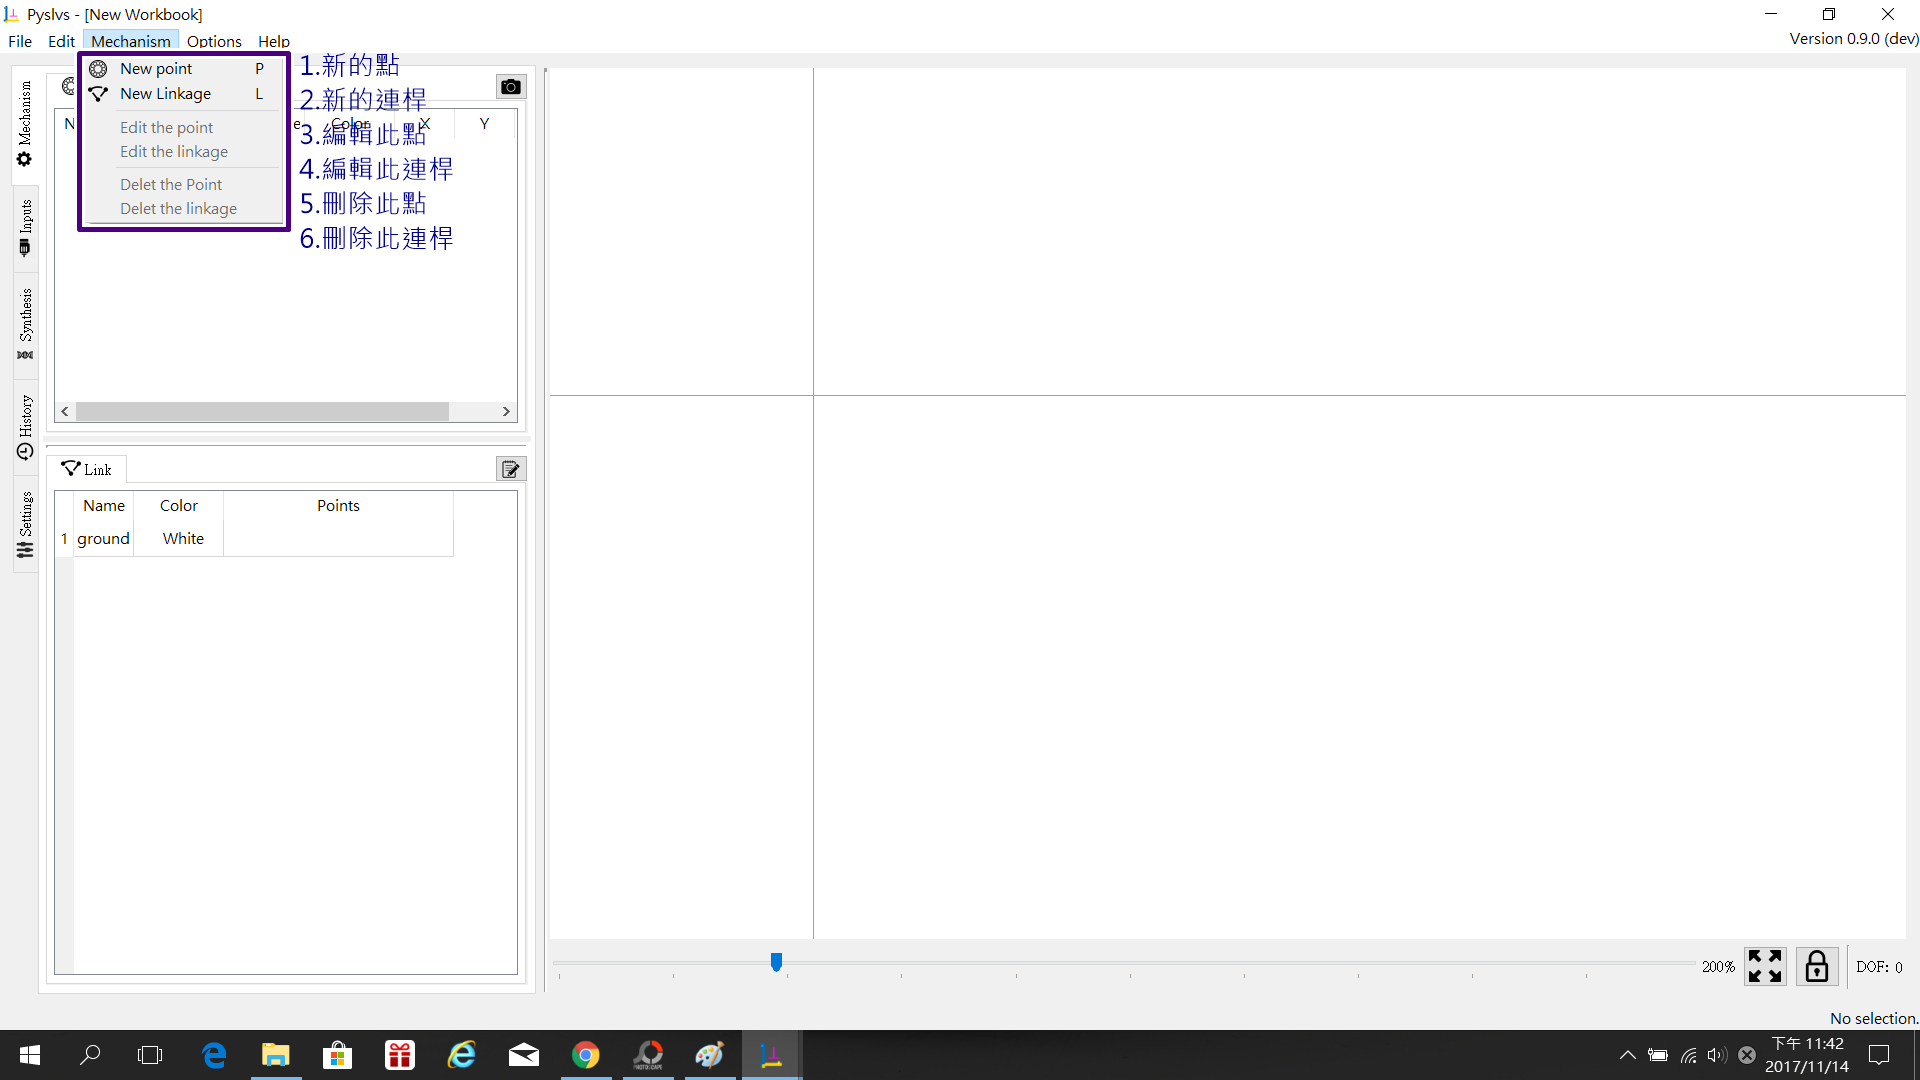 Pyslvs - [New Workbook]
File Edit Mechanism Options Help
Version 0.9.0 (dev)
New point P
New Linkage L
Edit the point
Edit the linkage
Delet the Point
Delet the linkage
1.新的點
2.新的連桿
3.編輯此點
4.編輯此連桿
5.刪除此點
6.刪除此連桿
Color X Y
Mechanism
Inputs
Synthesis
History
Settings
Link
Name Color Points
1 ground White
200%
DOF: 0
No selection.
下午 11:42
2017/11/14